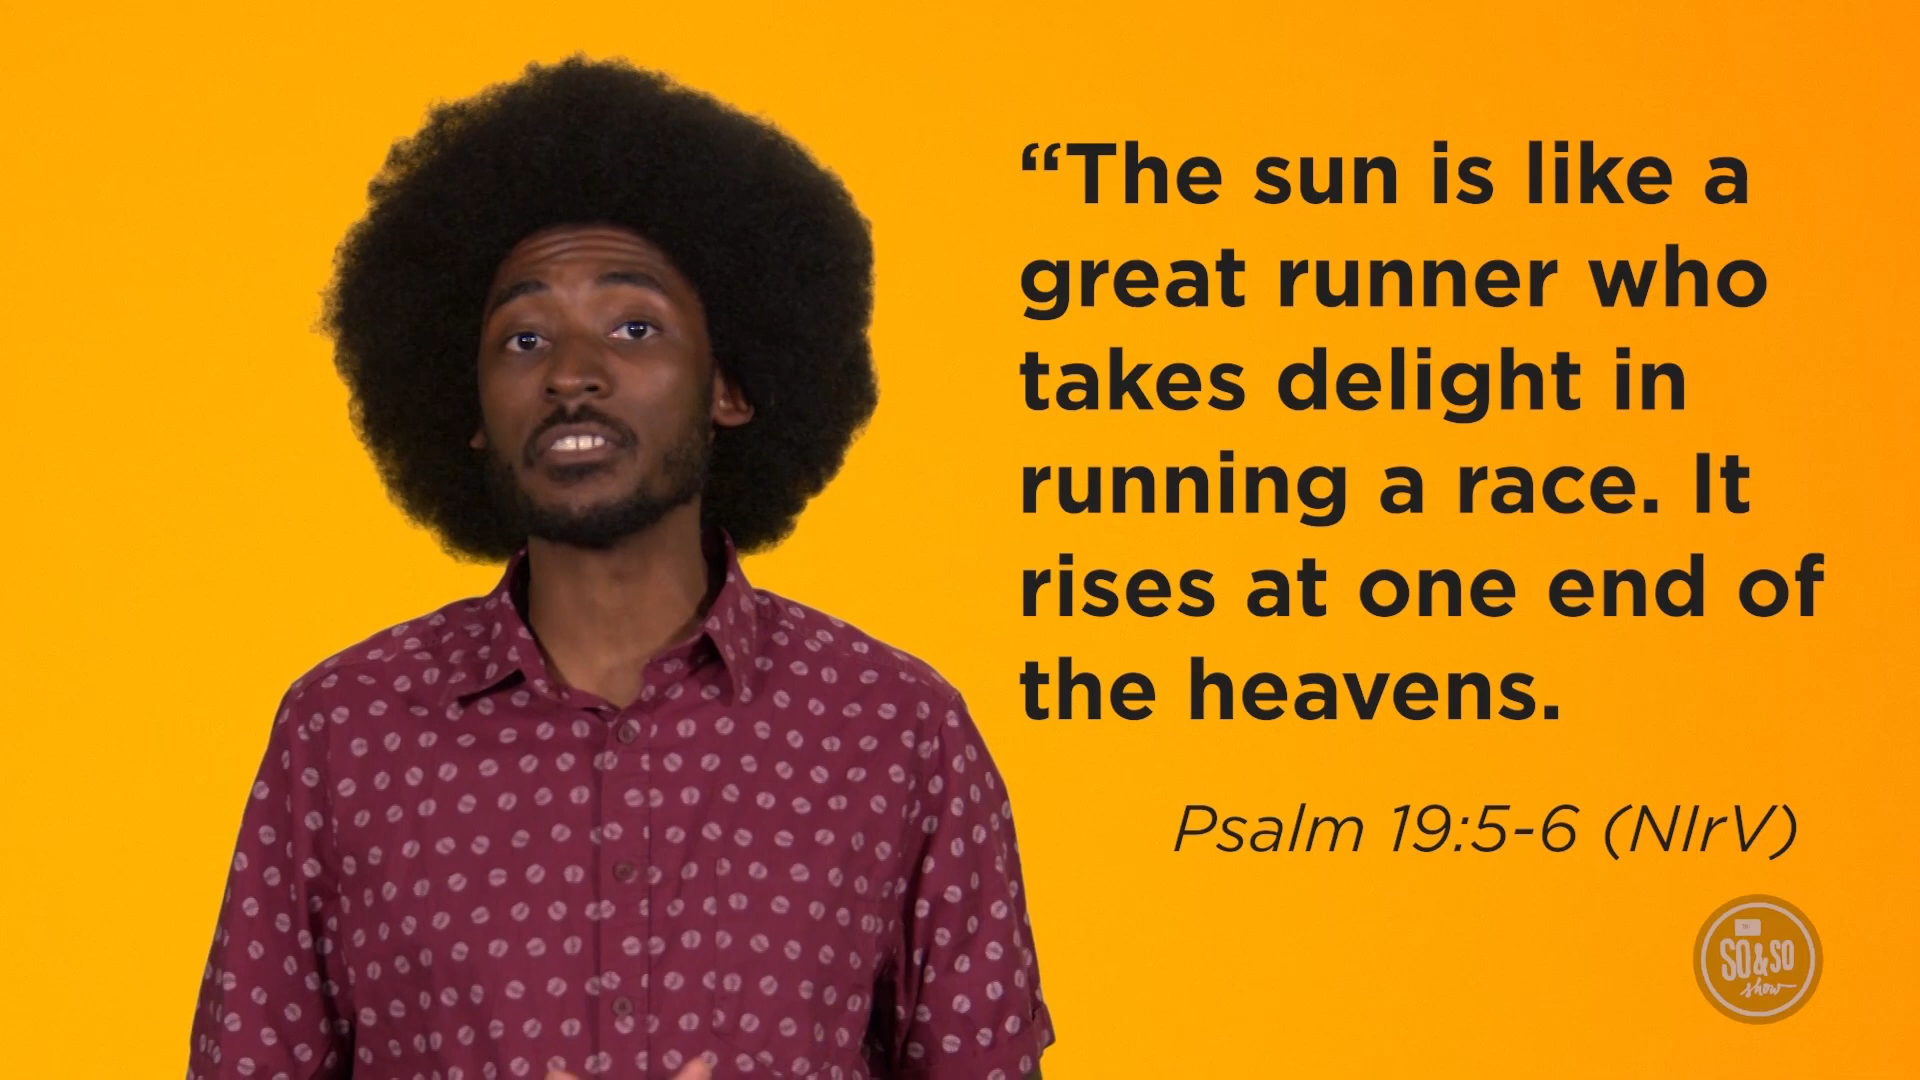 “The sun is like a
great runner who
takes delight in
running a race. It
rises at one end of
the heavens.
Psalm 19:5-6 (NIrV)
SO & SO
show